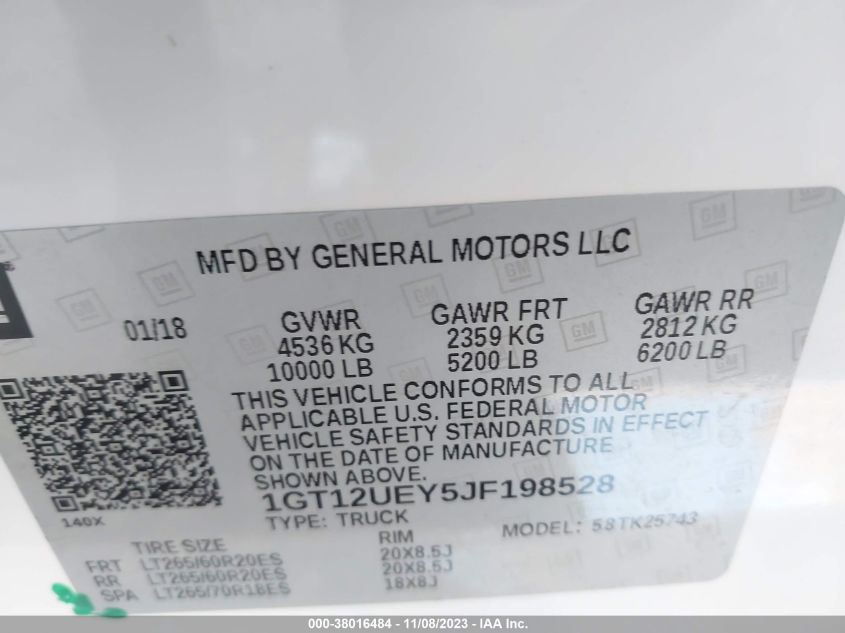 MFD BY GENERAL MOTORS LLC
01/18
GVWR
4536 KG
10000 LB
GAWR FRT
2359 KG
5200 LB
GAWR RR
2812 KG
6200 LB
THIS VEHICLE CONFORMS TO ALL
APPLICABLE U.S. FEDERAL MOTOR
VEHICLE SAFETY STANDARDS IN EFFECT
ON THE DATE OF MANUFACTURE
SHOWN ABOVE.
1GT12UEY5JF198528
140X
TYPE: TRUCK
MODEL: 58TK25743
TIRE SIZE
RIM
FRT LT265/60R20ES 20X8.5J
RR LT265/60R20ES 20X8.5J
SPA LT265/70R18ES 18X8J
GM
000-38016484 - 11/08/2023 - IAA Inc.